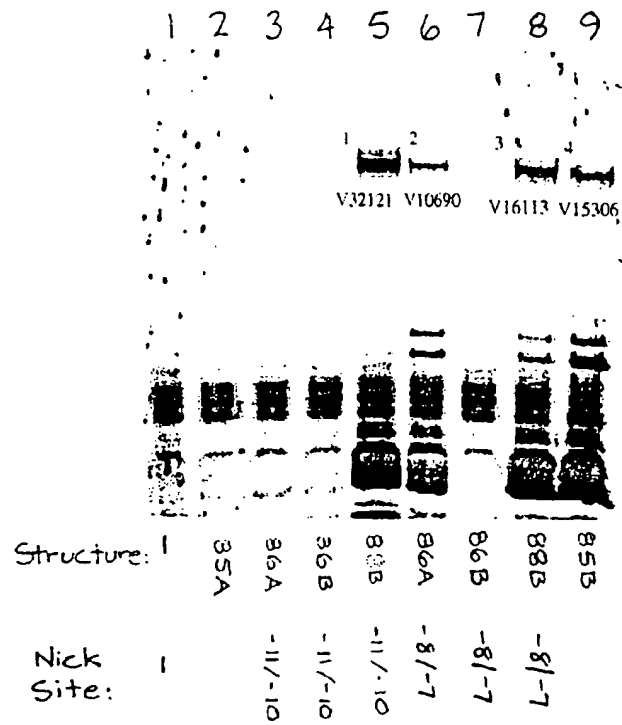 1 2 3 4 5 6 7 8 9
1 2 3 4
V32121 V10690 V16113 V15306
Structure: 1 85A 86A 86B 88B 86A 86B 88B 85B
Nick Site: 1 -11/-10 -11/-10 -11/-10 -8/-7 -8/-7 -8/-7